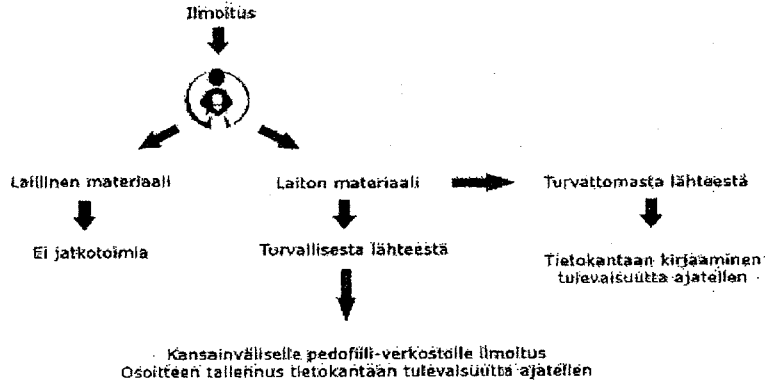 Ilmoitus
Laillinen materiaali
Laiton materiaali
Turvattomasta lähteestä
Ei jatkotoimia
Turvallisesta lähteestä
Tietokantaan kirjaaminen
tulevaisuutta ajatellen
Kansainväliselle pedofiili-verkostolle ilmoitus
Osoitteen tallennus tietokantaan tulevaisuutta ajatellen